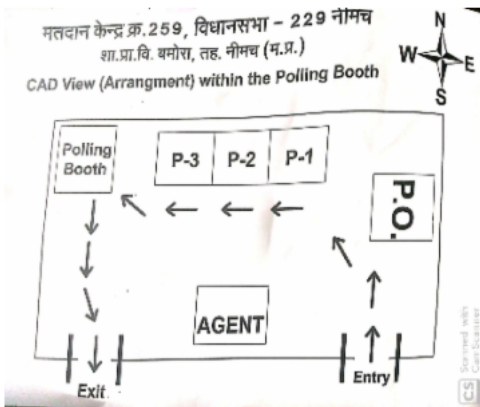 मतदान केन्द्र क्र.259, विधानसभा - 229 नीमच
शा.प्रा.वि. बमोरा, तह. नीमच (म.प्र.)
CAD View (Arrangment) within the Polling Booth
N
W
E
S
Polling
Booth
P-3
P-2
P-1
P.O.
AGENT
Exit
Entry
CS
Scanned with
CamScanner